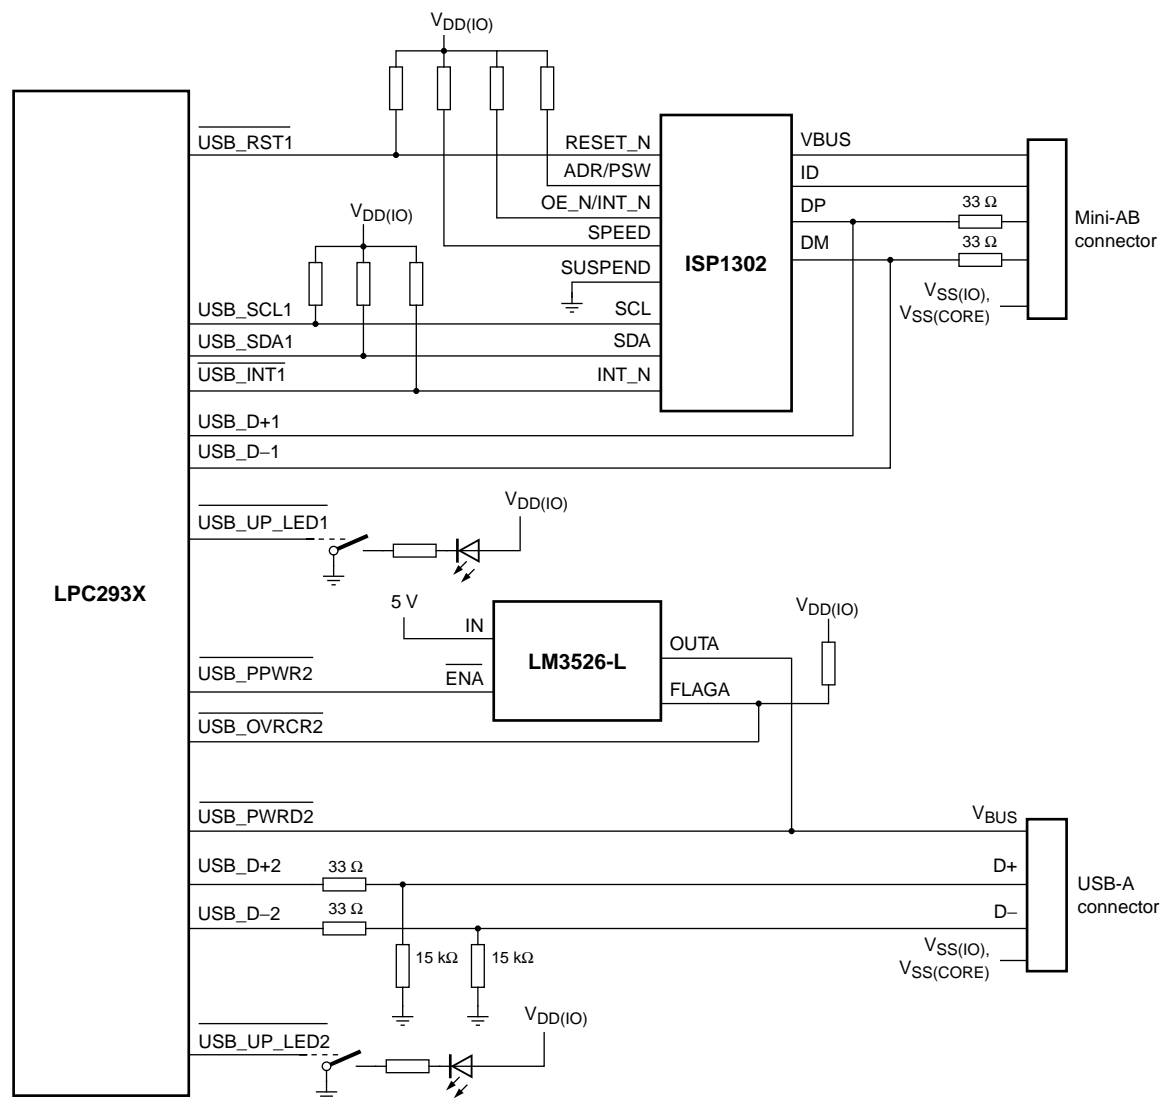 VDD(IO)
USB_RST1
RESET_N
VBUS
ADR/PSW
ID
OE_N/INT_N
DP
33 Ω
Mini-AB
connector
VDD(IO)
SPEED
DM
33 Ω
ISP1302
SUSPEND
VSS(IO),
VSS(CORE)
USB_SCL1
SCL
USB_SDA1
SDA
USB_INT1
INT_N
USB_D+1
USB_D−1
VDD(IO)
USB_UP_LED1
LPC293X
5 V
IN
VDD(IO)
OUTA
LM3526-L
USB_PPWR2
ENA
FLAGA
USB_OVRCR2
USB_PWRD2
VBUS
USB_D+2
33 Ω
D+
USB-A
connector
USB_D−2
33 Ω
D−
15 kΩ
15 kΩ
VSS(IO),
VSS(CORE)
VDD(IO)
USB_UP_LED2